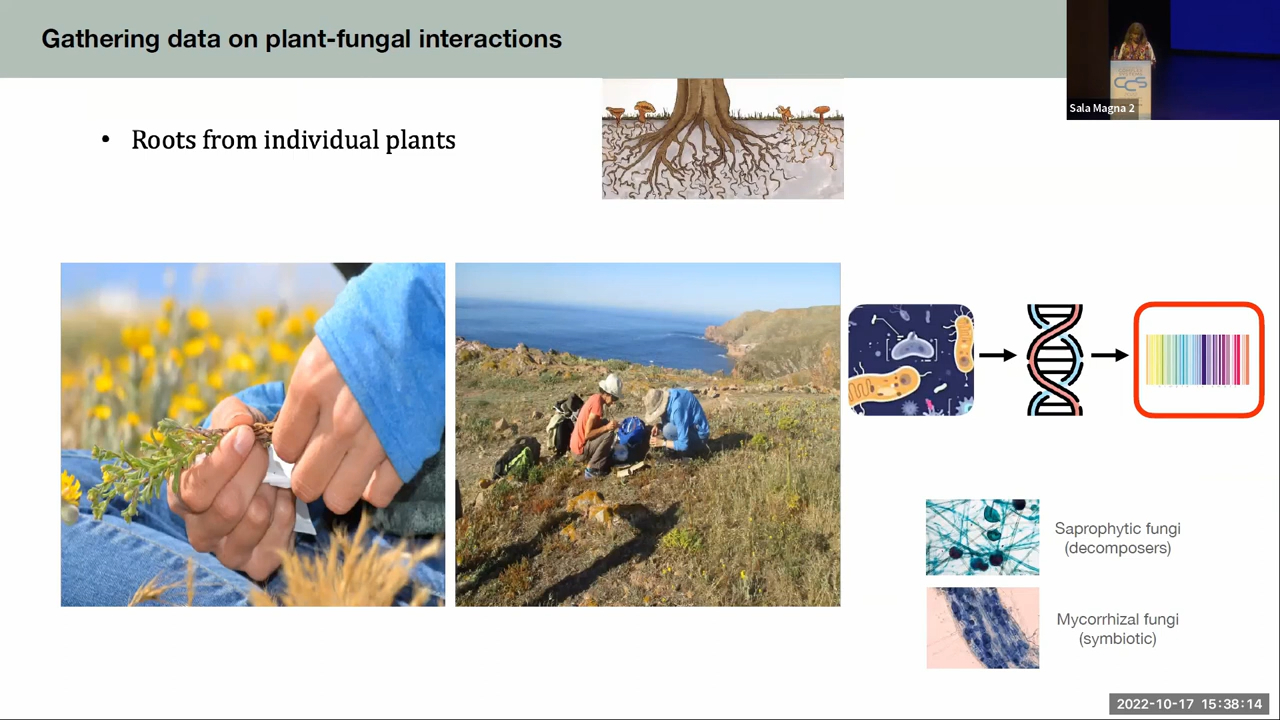 Gathering data on plant-fungal interactions
• Roots from individual plants
CCS
Sala Magna 2
Saprophytic fungi
(decomposers)
Mycorrhizal fungi
(symbiotic)
2022-10-17 15:38:14